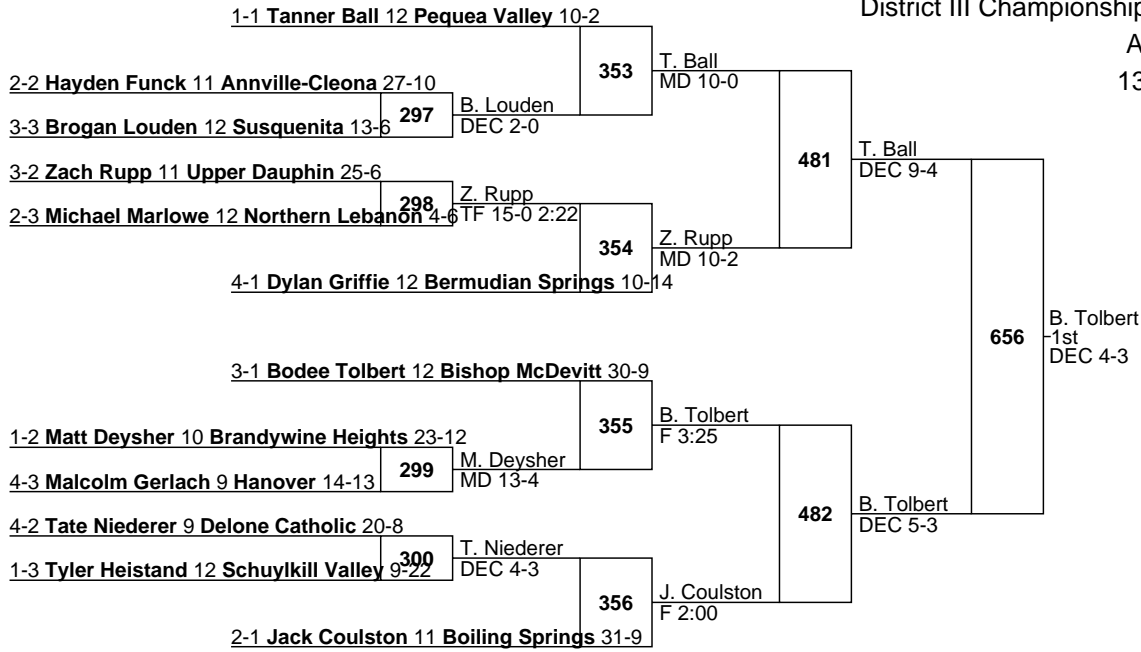 District III Championship
A
13
1-1 Tanner Ball 12 Pequea Valley 10-2
353
T. Ball
MD 10-0
2-2 Hayden Funck 11 Annville-Cleona 27-10
297
B. Louden
DEC 2-0
3-3 Brogan Louden 12 Susquenita 13-6
481
T. Ball
DEC 9-4
3-2 Zach Rupp 11 Upper Dauphin 25-6
298
Z. Rupp
TF 15-0 2:22
2-3 Michael Marlowe 12 Northern Lebanon 4-6
354
Z. Rupp
MD 10-2
4-1 Dylan Griffie 12 Bermudian Springs 10-14
656
B. Tolbert
1st
DEC 4-3
3-1 Bodee Tolbert 12 Bishop McDevitt 30-9
355
B. Tolbert
F 3:25
1-2 Matt Deysher 10 Brandywine Heights 23-12
299
M. Deysher
MD 13-4
4-3 Malcolm Gerlach 9 Hanover 14-13
482
B. Tolbert
DEC 5-3
4-2 Tate Niederer 9 Delone Catholic 20-8
300
T. Niederer
DEC 4-3
1-3 Tyler Heistand 12 Schuylkill Valley 9-22
356
J. Coulston
F 2:00
2-1 Jack Coulston 11 Boiling Springs 31-9